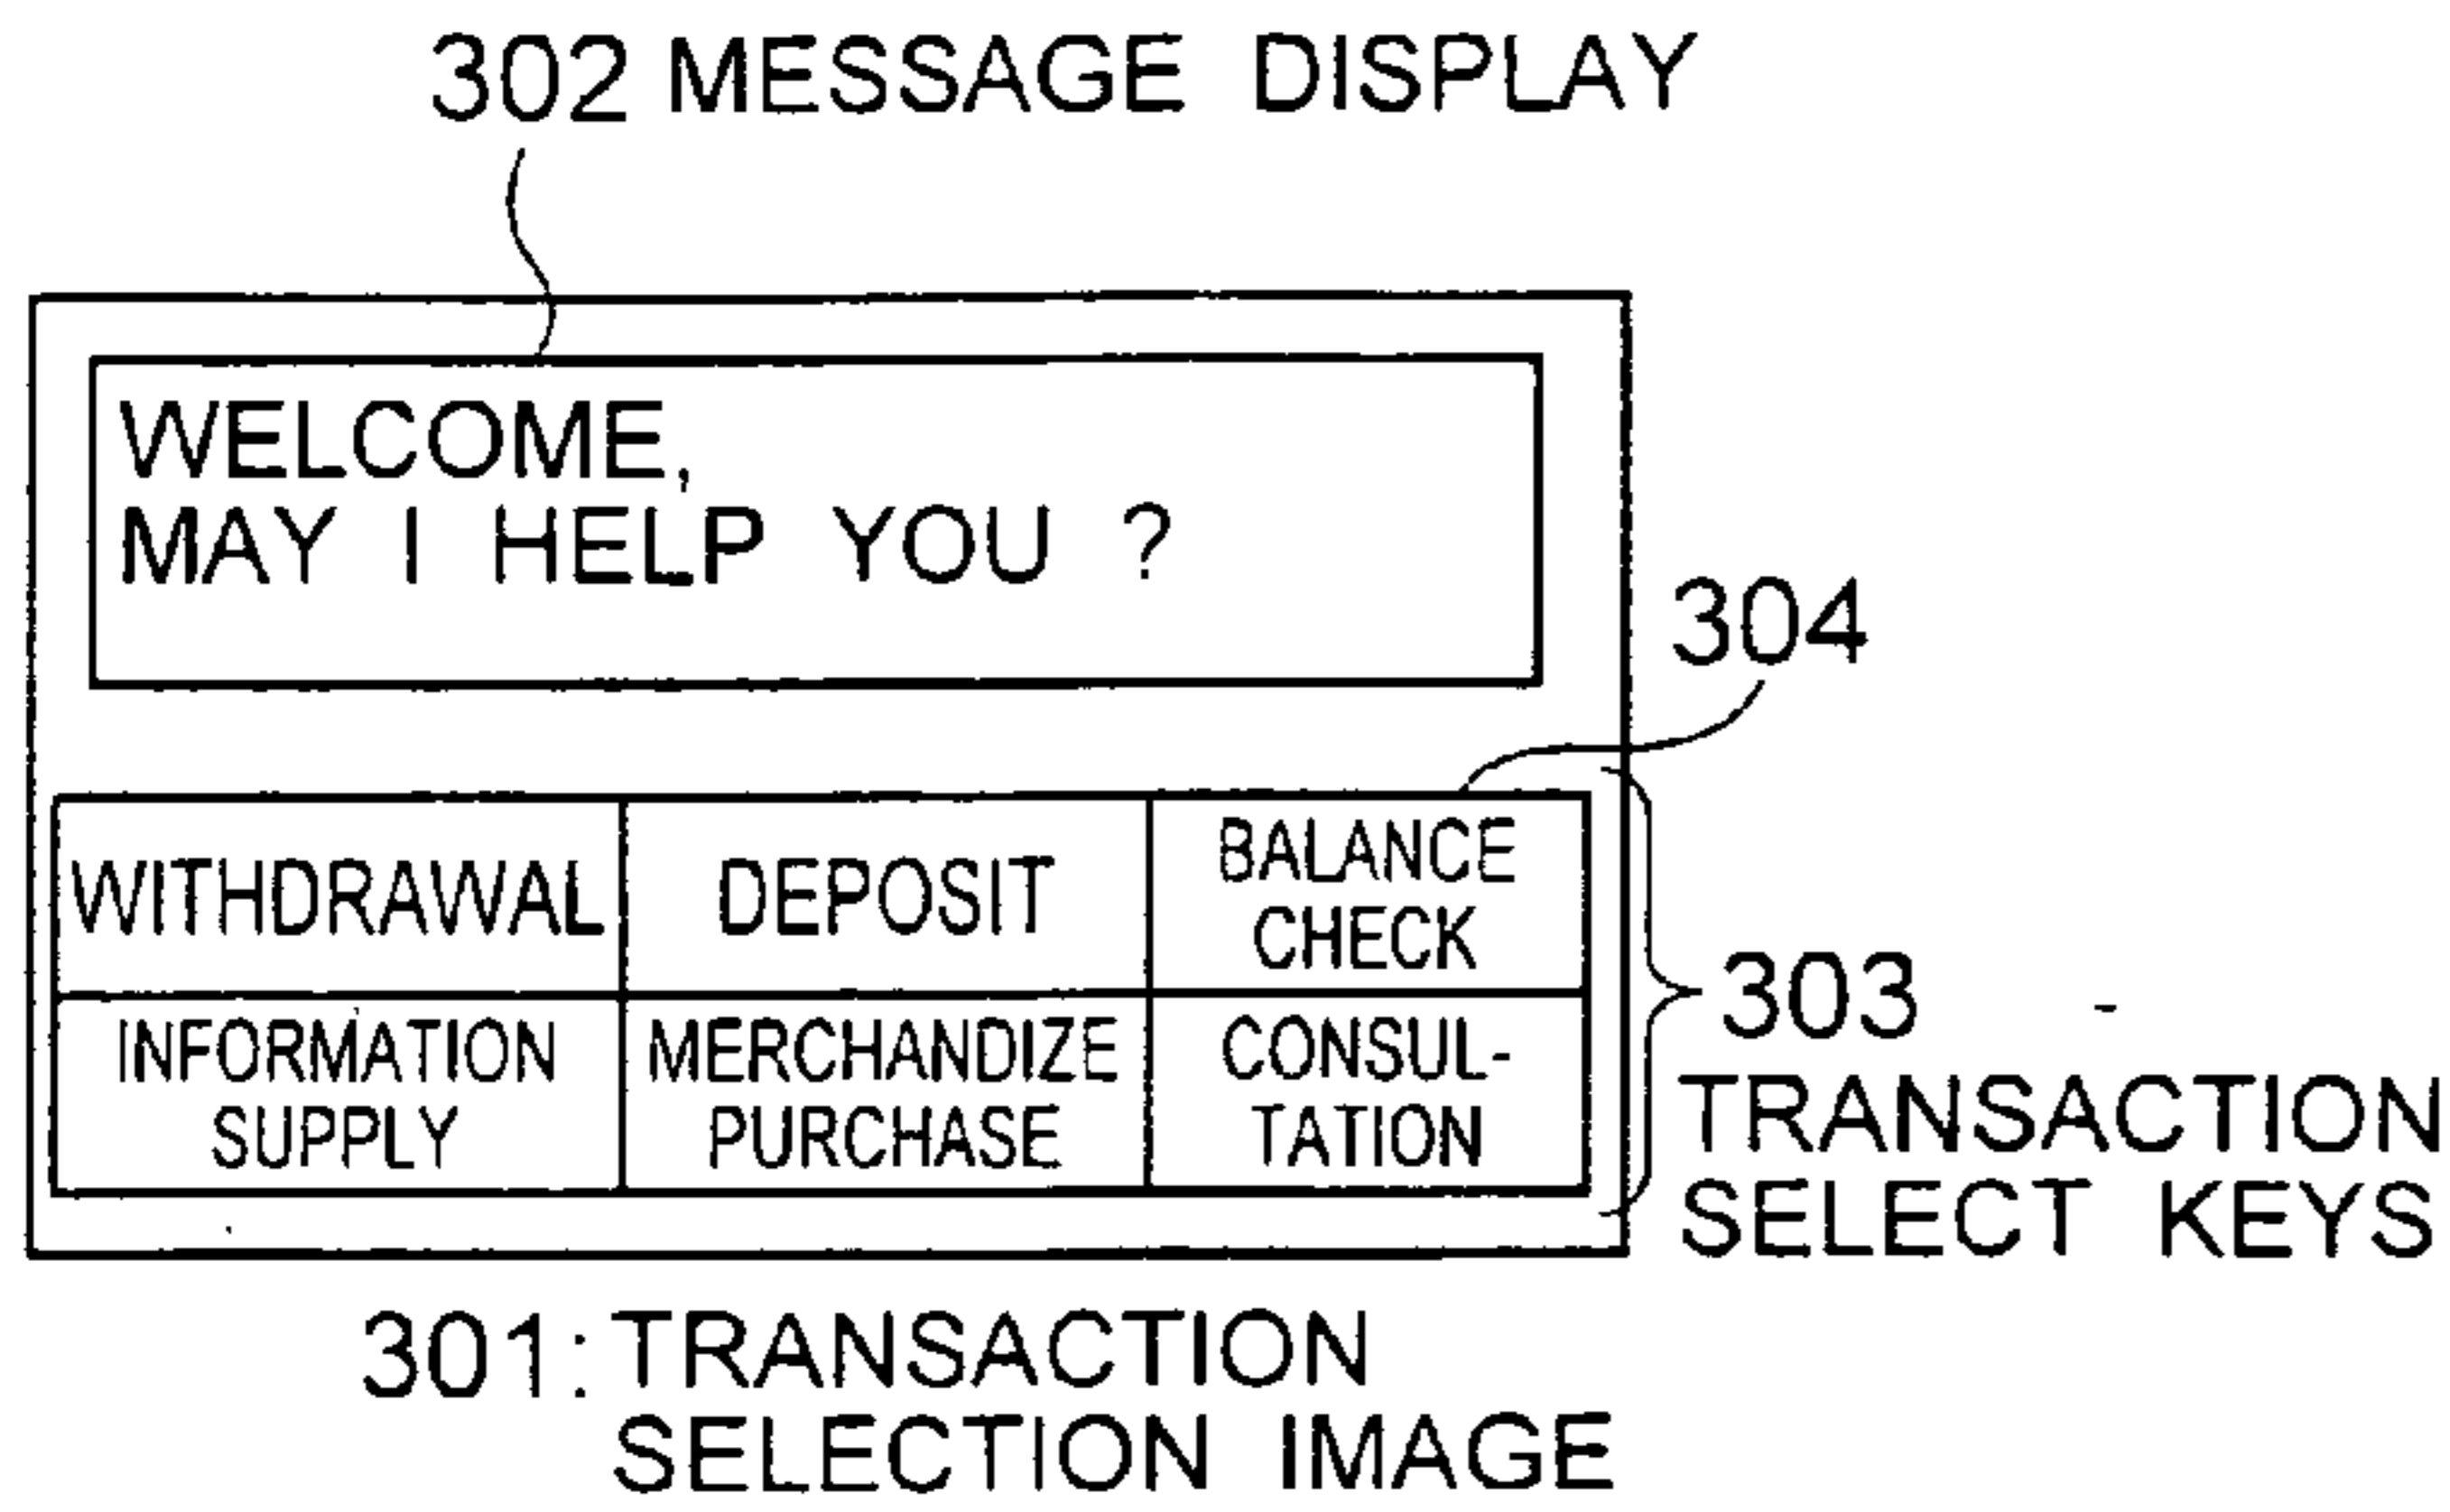 302 MESSAGE DISPLAY
WELCOME,
MAY I HELP YOU ?
304
WITHDRAWAL
DEPOSIT
BALANCE
CHECK
INFORMATION
SUPPLY
MERCHANDIZE
PURCHASE
CONSUL-
TATION
303
TRANSACTION
SELECT KEYS
301: TRANSACTION
SELECTION IMAGE